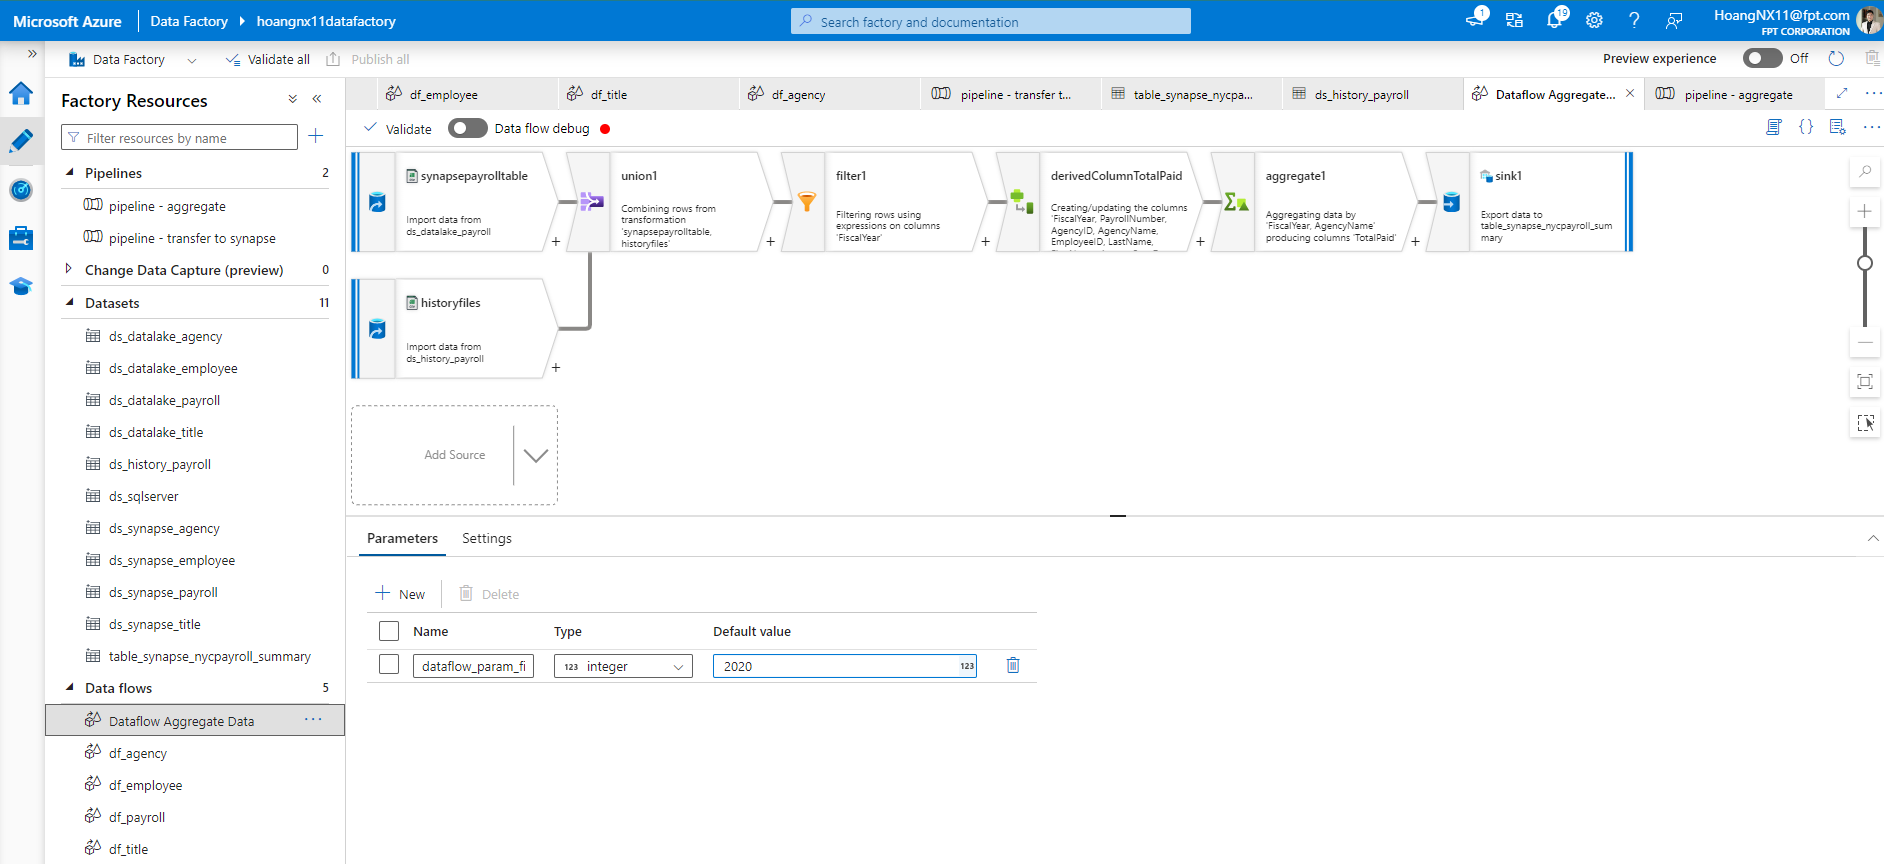 Microsoft Azure
Data Factory
hoangnx11datafactory
Search factory and documentation
1
19
HoangNX11@fpt.com
FPT CORPORATION
Data Factory
Validate all
Publish all
Preview experience
Off
Factory Resources
Filter resources by name
Pipelines
2
pipeline - aggregate
pipeline - transfer to synapse
Change Data Capture (preview)
0
Datasets
11
ds_datalake_agency
ds_datalake_employee
ds_datalake_payroll
ds_datalake_title
ds_history_payroll
ds_sqlserver
ds_synapse_agency
ds_synapse_employee
ds_synapse_payroll
ds_synapse_title
table_synapse_nycpayroll_summary
Data flows
5
Dataflow Aggregate Data
df_agency
df_employee
df_payroll
df_title
df_employee
df_title
df_agency
pipeline - transfer t...
table_synapse_nycpa...
ds_history_payroll
Dataflow Aggregate...
pipeline - aggregate
Validate
Data flow debug
synapsepayrolltable
Import data from
ds_datalake_payroll
union1
Combining rows from
transformation
'synapsepayrolltable,
historyfiles'
filter1
Filtering rows using
expressions on columns
'FiscalYear'
derivedColumnTotalPaid
Creating/updating the columns
'FiscalYear, PayrollNumber,
AgencyID, AgencyName,
EmployeeID, LastName,
aggregate1
Aggregating data by
'FiscalYear, AgencyName'
producing columns 'TotalPaid'
sink1
Export data to
table_synapse_nycpayroll_sum
mary
historyfiles
Import data from
ds_history_payroll
Add Source
Parameters
Settings
New
Delete
Name
Type
Default value
dataflow_param_fi
123 integer
2020
123